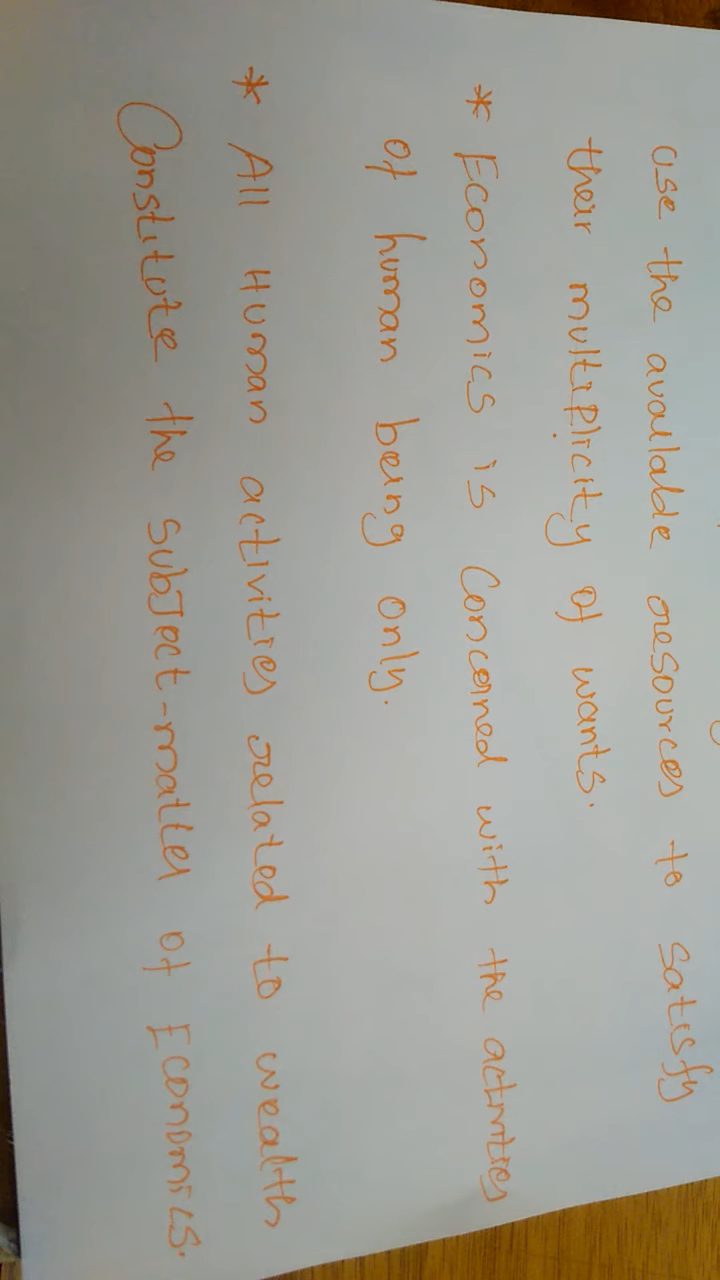 use the available resources to satisfy
their multiplicity of wants.
* Economics is Concerned with the activities
of human being only.
* All Human activities related to wealth
Constitute the subject-matter of Economics.